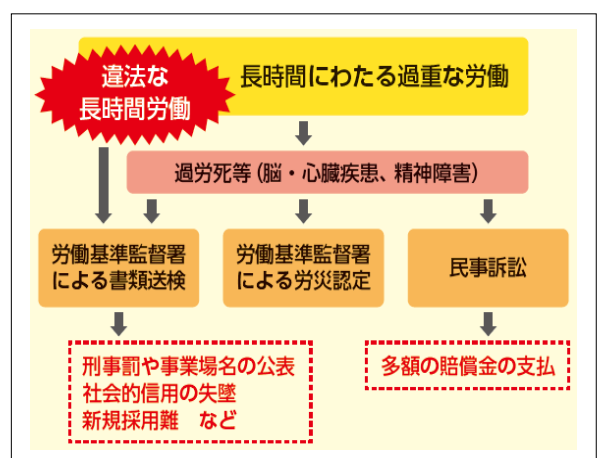 違法な
長時間労働
長時間にわたる過重な労働
過労死等(脳・心臓疾患、精神障害)
労働基準監督署
による書類送検
労働基準監督署
による労災認定
民事訴訟
刑事罰や事業場名の公表
社会的信用の失墜
新規採用難 など
多額の賠償金の支払